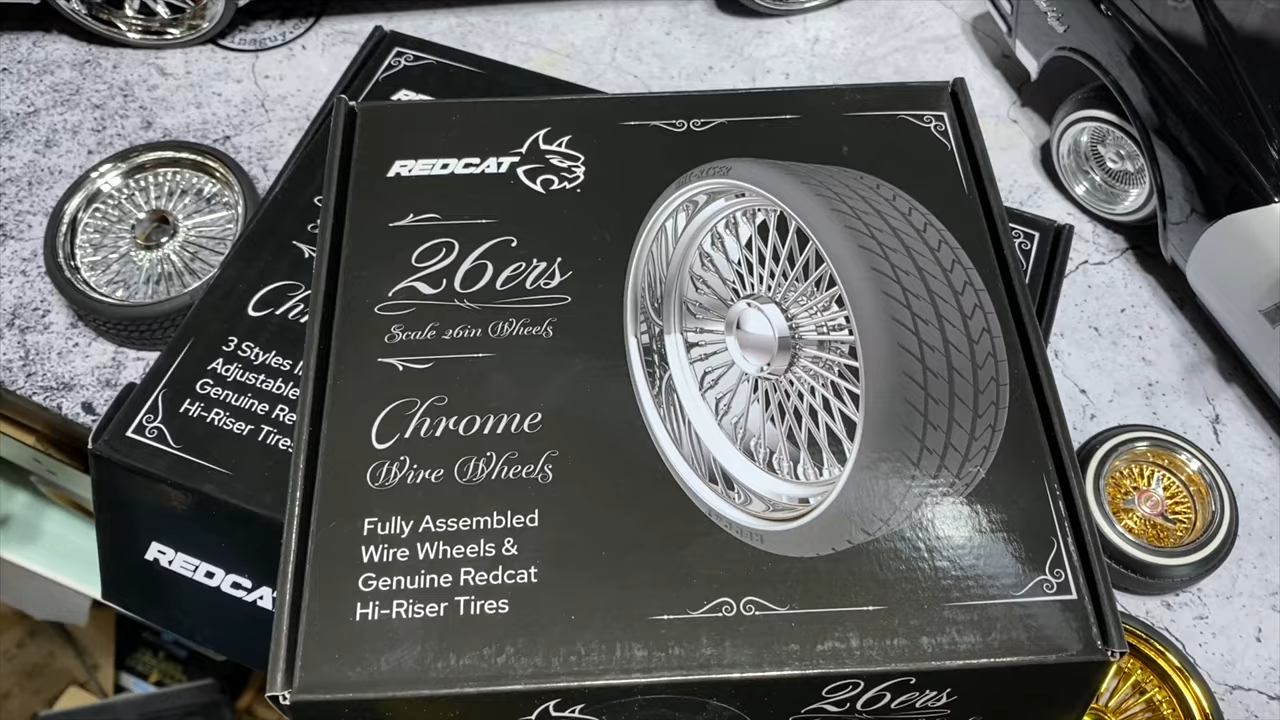 REDCAT
26ers
Scale 26in Wheels
Chrome
Wire Wheels
Fully Assembled
Wire Wheels &
Genuine Redcat
Hi-Riser Tires
3 Styles
Adjustable
Genuine Re
Hi-Riser Tires
REDCA
26ers